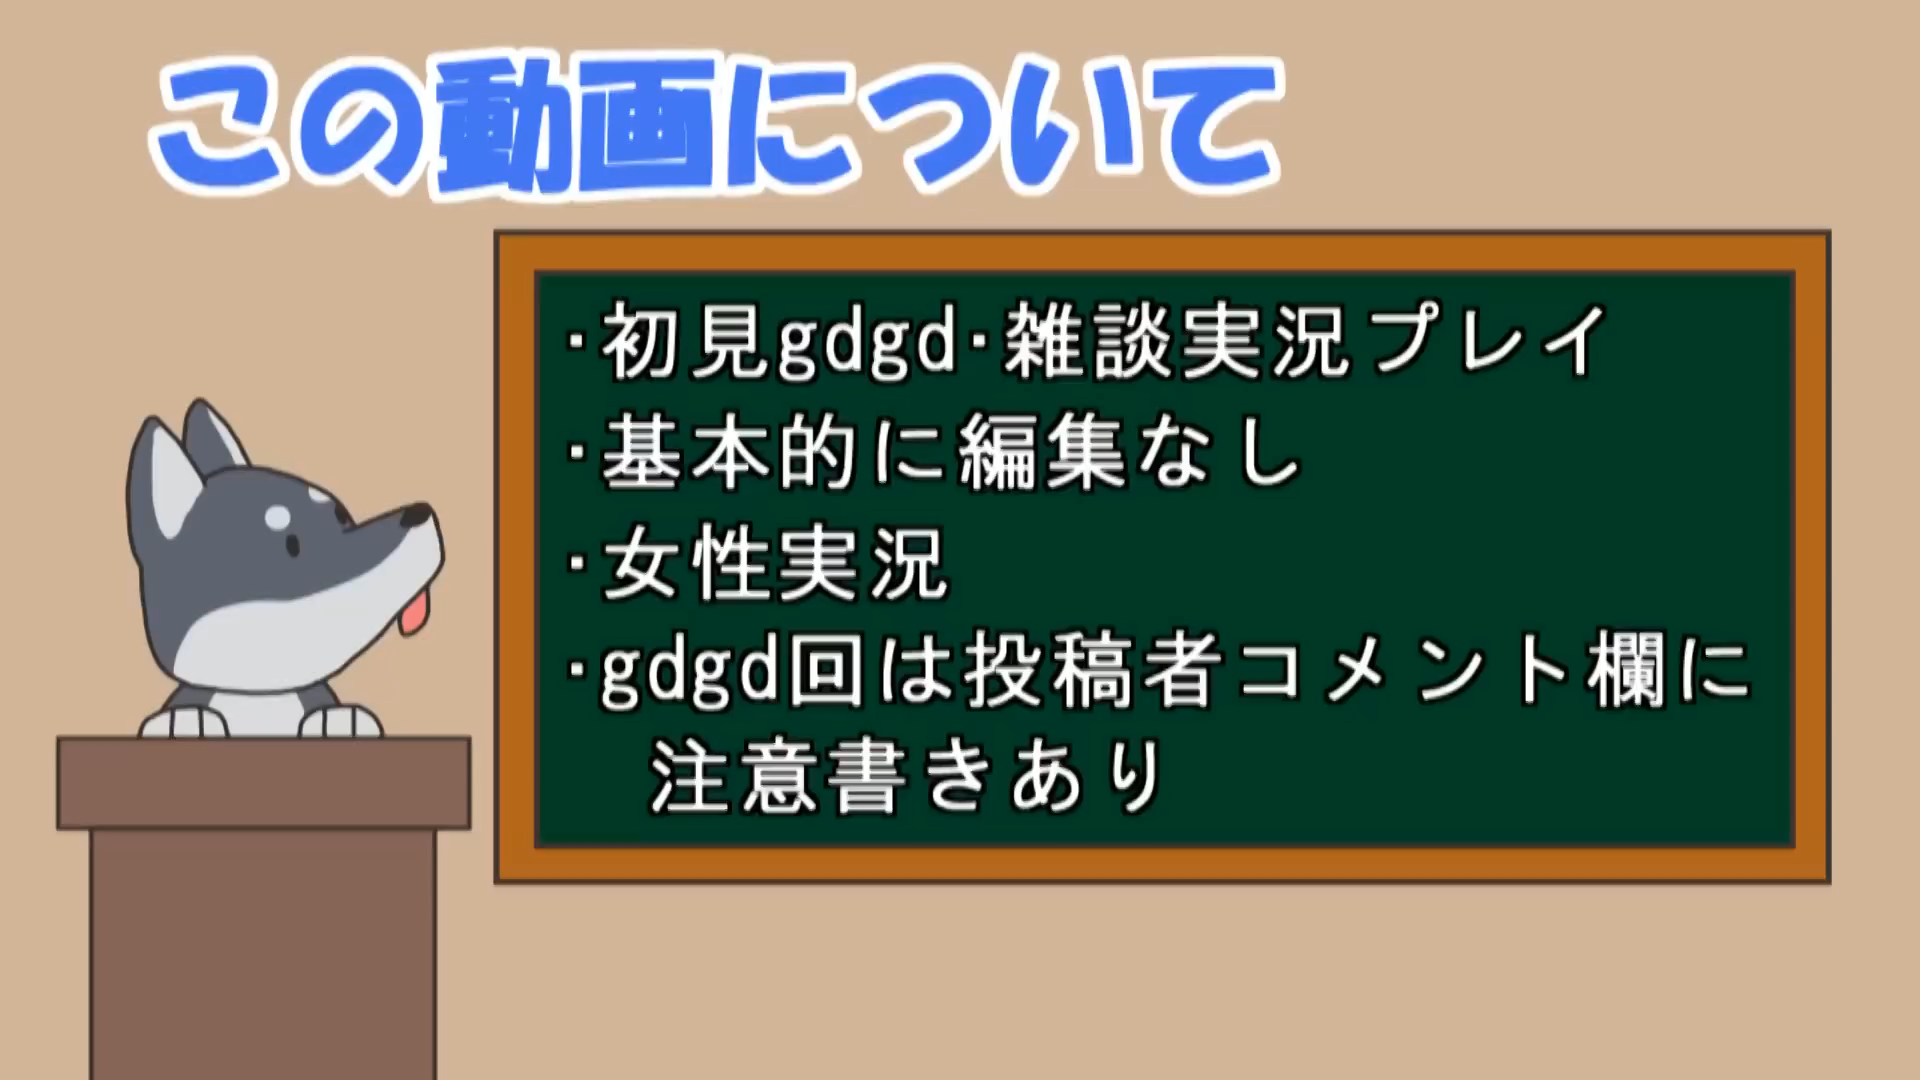 この動画について
・初見gdgd・雑談実況プレイ
・基本的に編集なし
・女性実況
・gdgd回は投稿者コメント欄に
注意書きあり